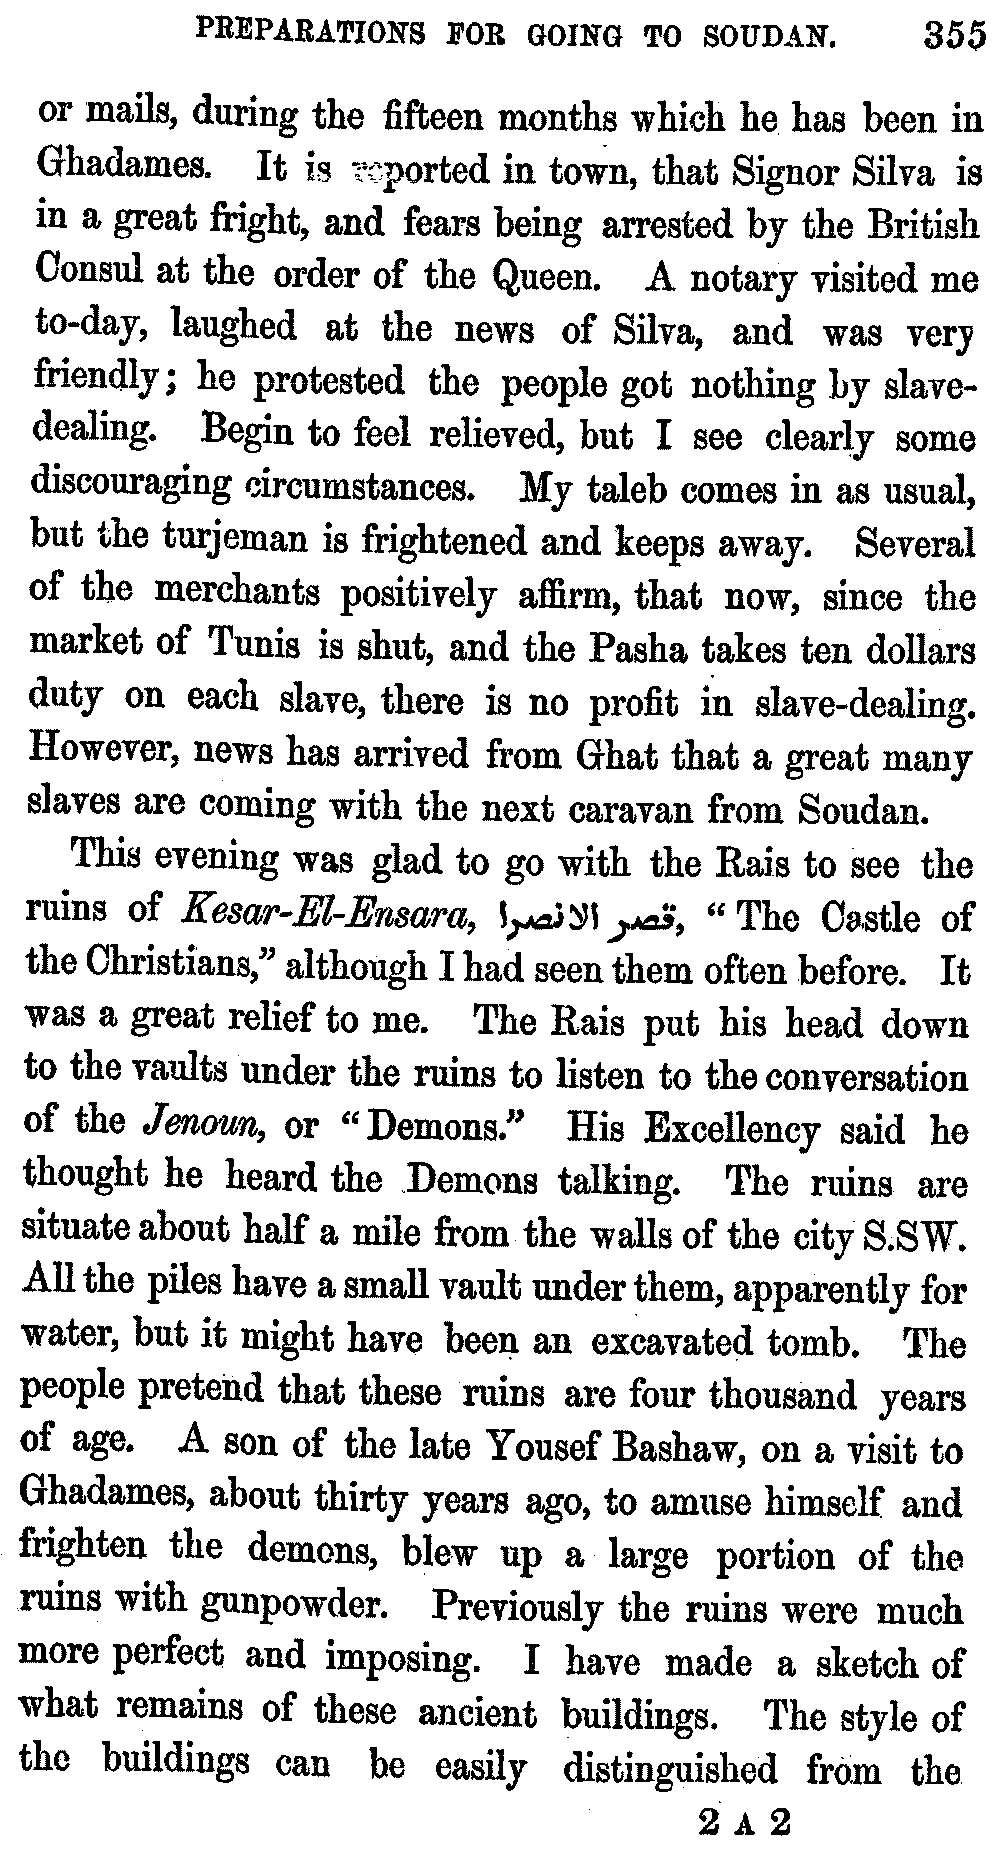 PREPARATIONS FOR GOING TO SOUDAN. 355
or mails, during the fifteen months which he has been in
Ghadames. It is reported in town, that Signor Silva is
in a great fright, and fears being arrested by the British
Consul at the order of the Queen. A notary visited me
to-day, laughed at the news of Silva, and was very
friendly; he protested the people got nothing by slave-
dealing. Begin to feel relieved, but I see clearly some
discouraging circumstances. My taleb comes in as usual,
but the turjeman is frightened and keeps away. Several
of the merchants positively affirm, that now, since the
market of Tunis is shut, and the Pasha takes ten dollars
duty on each slave, there is no profit in slave-dealing.
However, news has arrived from Ghat that a great many
slaves are coming with the next caravan from Soudan.
This evening was glad to go with the Rais to see the
ruins of Kesar-El-Ensara, قصر الانصرا, “The Castle of
the Christians,” although I had seen them often before. It
was a great relief to me. The Rais put his head down
to the vaults under the ruins to listen to the conversation
of the Jenoun, or “Demons.” His Excellency said he
thought he heard the Demons talking. The ruins are
situate about half a mile from the walls of the city S.SW.
All the piles have a small vault under them, apparently for
water, but it might have been an excavated tomb. The
people pretend that these ruins are four thousand years
of age. A son of the late Yousef Bashaw, on a visit to
Ghadames, about thirty years ago, to amuse himself and
frighten the demons, blew up a large portion of the
ruins with gunpowder. Previously the ruins were much
more perfect and imposing. I have made a sketch of
what remains of these ancient buildings. The style of
the buildings can be easily distinguished from the
2 A 2